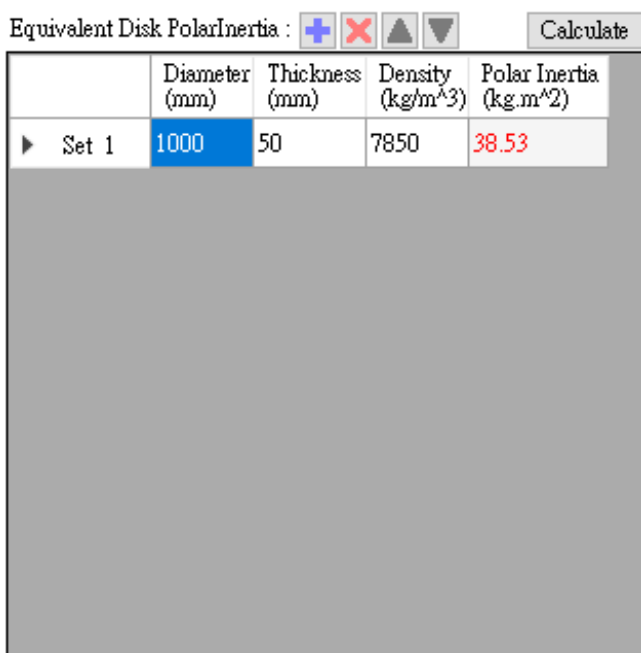 Equivalent Disk PolarInertia : Calculate
Diameter (mm) Thickness (mm) Density (kg/m^3) Polar Inertia (kg.m^2)
Set 1 1000 50 7850 38.53